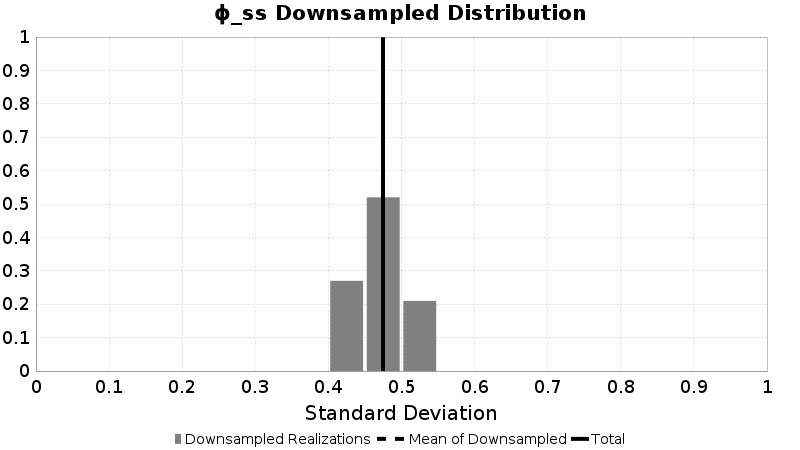 ϕ_ss Downsampled Distribution
1
0.9
0.8
0.7
0.6
0.5
0.4
0.3
0.2
0.1
0
0 0.1 0.2 0.3 0.4 0.5 0.6 0.7 0.8 0.9 1
Standard Deviation
Downsampled Realizations Mean of Downsampled Total